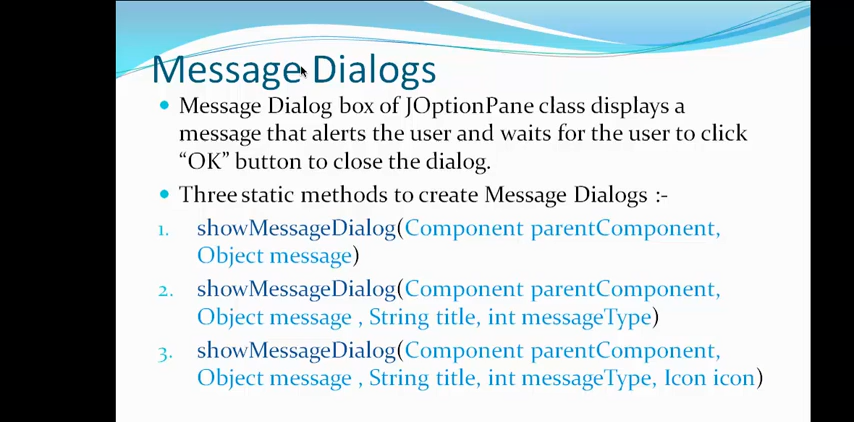 Message Dialogs
Message Dialog box of JOptionPane class displays a
message that alerts the user and waits for the user to click
“OK” button to close the dialog.
Three static methods to create Message Dialogs :-
1. showMessageDialog(Component parentComponent,
Object message)
2. showMessageDialog(Component parentComponent,
Object message , String title, int messageType)
3. showMessageDialog(Component parentComponent,
Object message , String title, int messageType, Icon icon)